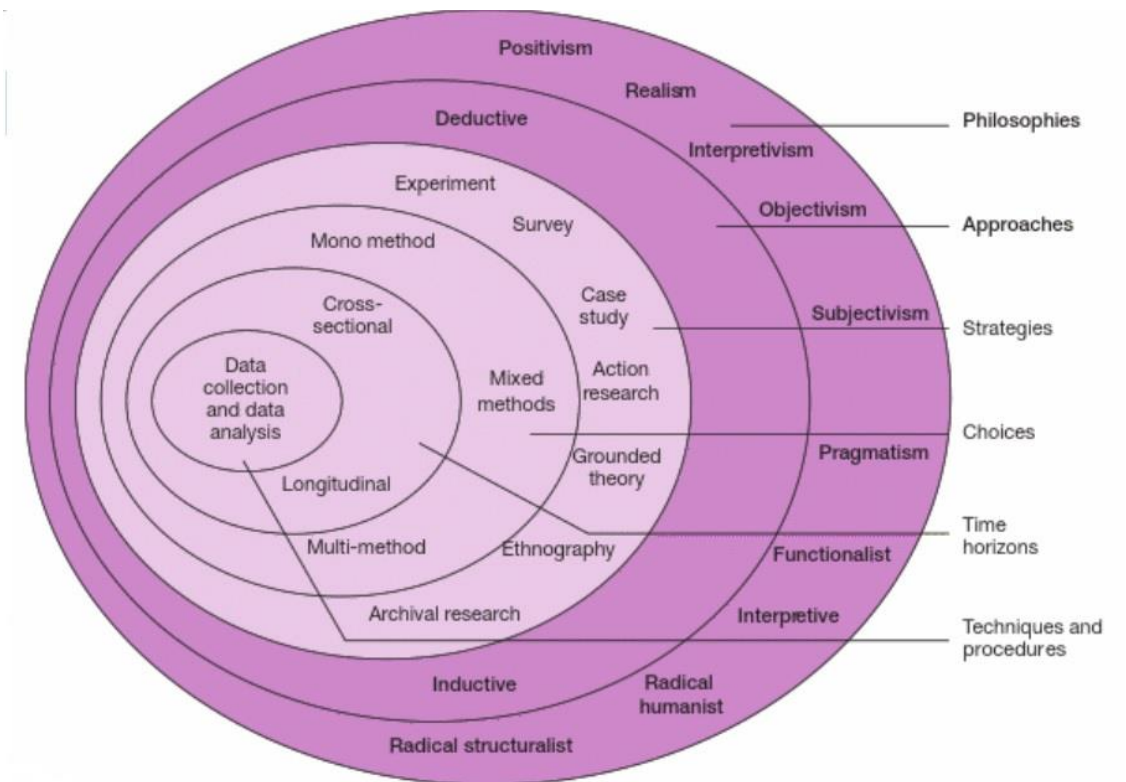 Positivism
Realism
Philosophies
Deductive
Interpretivism
Experiment
Objectivism
Approaches
Survey
Mono method
Case
study
Cross-
sectional
Subjectivism
Strategies
Data
collection
and data
analysis
Mixed
methods
Action
research
Choices
Grounded
theory
Pragmatism
Longitudinal
Time
horizons
Multi-method
Ethnography
Functionalist
Archival research
Interpretive
Techniques and
procedures
Inductive
Radical
humanist
Radical structuralist